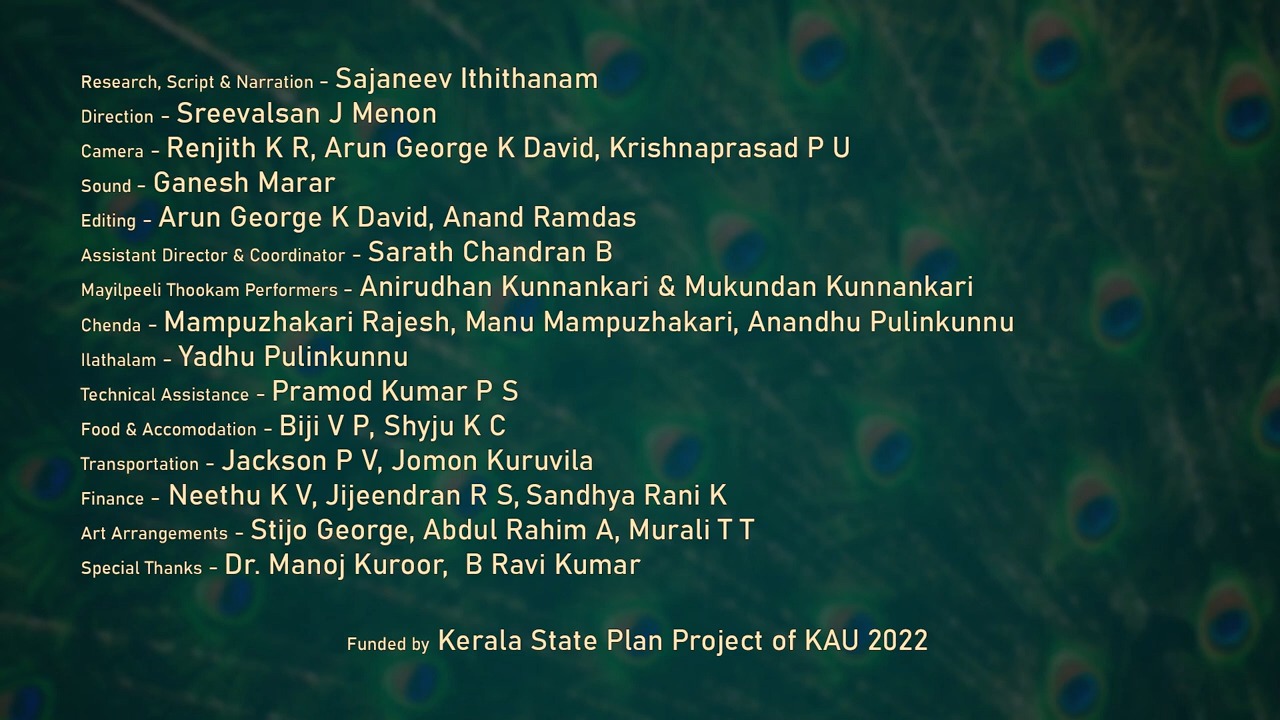 Research, Script & Narration - Sajaneev Ithithanam
Direction - Sreevalsan J Menon
Camera - Renjith K R, Arun George K David, Krishnaprasad P U
Sound - Ganesh Marar
Editing - Arun George K David, Anand Ramdas
Assistant Director & Coordinator - Sarath Chandran B
Mayilpeeli Thookam Performers - Anirudhan Kunnankari & Mukundan Kunnankari
Chenda - Mampuzhakari Rajesh, Manu Mampuzhakari, Anandhu Pulinkunnu
Ilathalam - Yadhu Pulinkunnu
Technical Assistance - Pramod Kumar P S
Food & Accomodation - Biji V P, Shyju K C
Transportation - Jackson P V, Jomon Kuruvila
Finance - Neethu K V, Jijeendran R S, Sandhya Rani K
Art Arrangements - Stijo George, Abdul Rahim A, Murali T T
Special Thanks - Dr. Manoj Kuroor, B Ravi Kumar
Funded by Kerala State Plan Project of KAU 2022